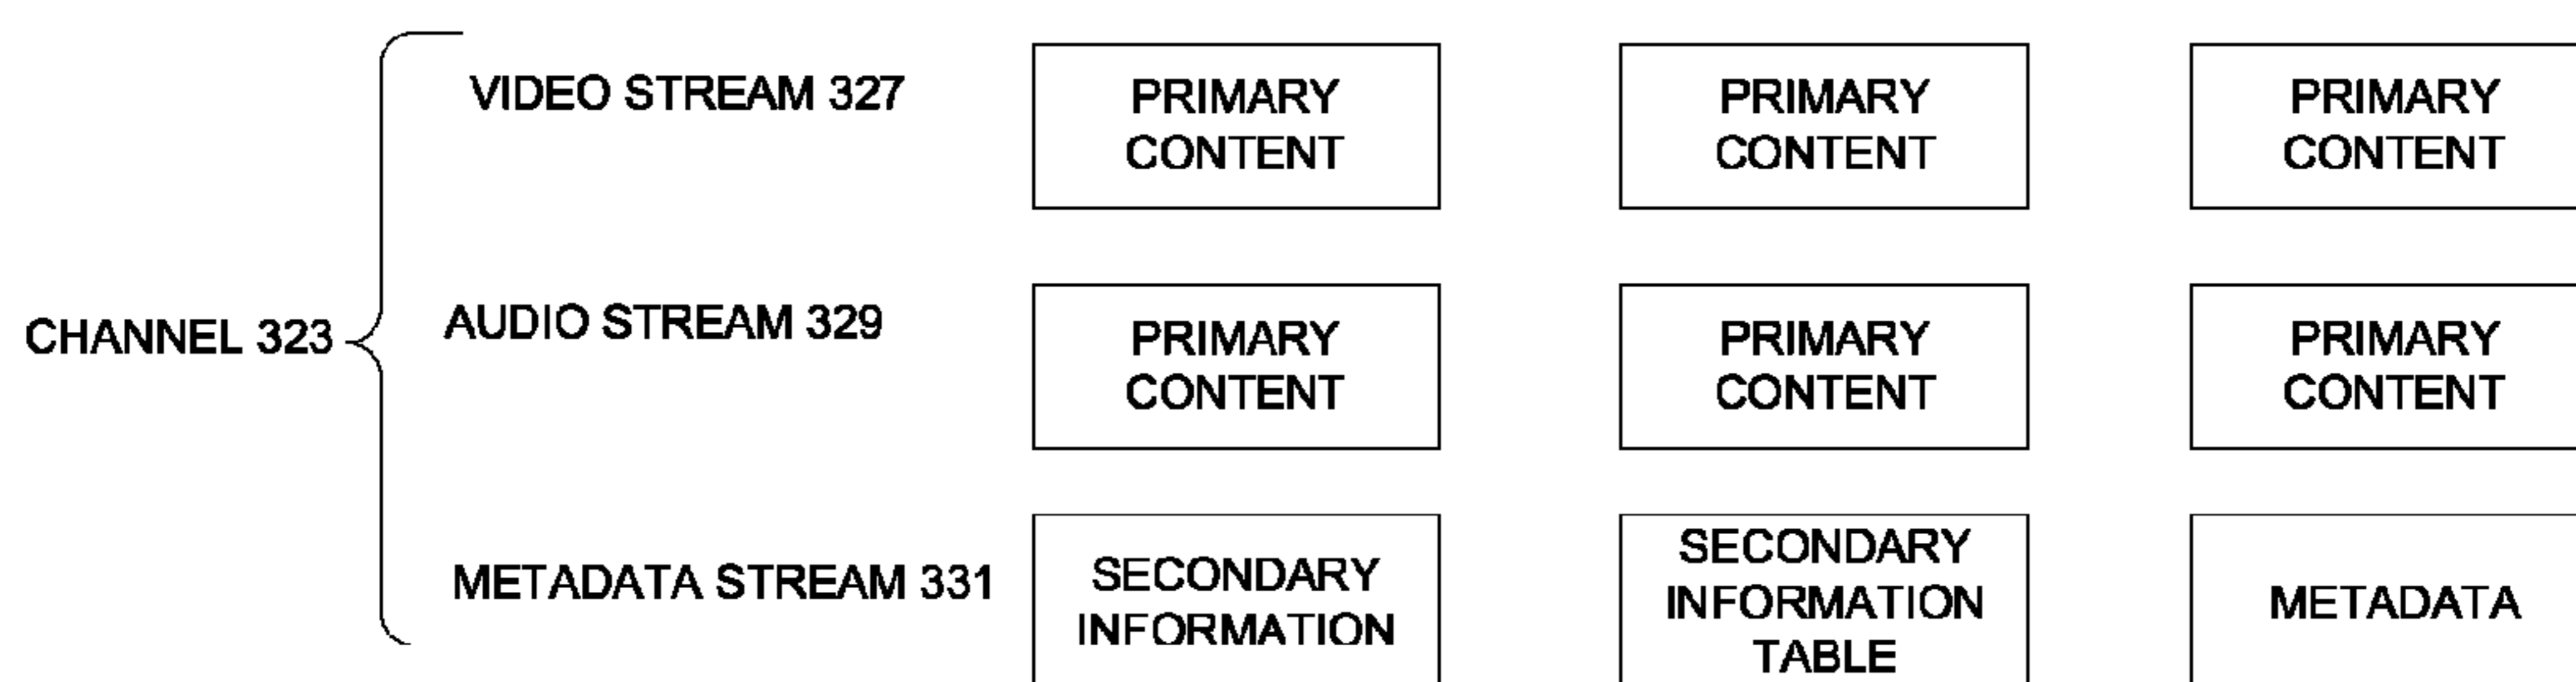 VIDEO STREAM 327
PRIMARY
CONTENT
PRIMARY
CONTENT
PRIMARY
CONTENT
CHANNEL 323
AUDIO STREAM 329
PRIMARY
CONTENT
PRIMARY
CONTENT
PRIMARY
CONTENT
METADATA STREAM 331
SECONDARY
INFORMATION
SECONDARY
INFORMATION
TABLE
METADATA